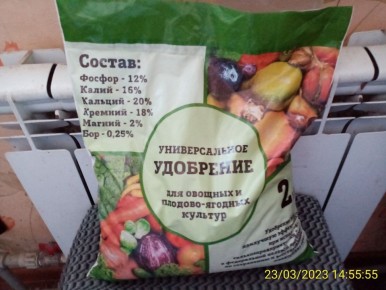 Состав:
Фосфор - 12%
Калий - 16%
Кальций - 20%
Кремний - 18%
Магний - 2%
Бор - 0,25%
УНИВЕРСАЛЬНОЕ
УДОБРЕНИЕ
для овощных и
плодово-ягодных
культур
2
23/03/2023 14:55:55